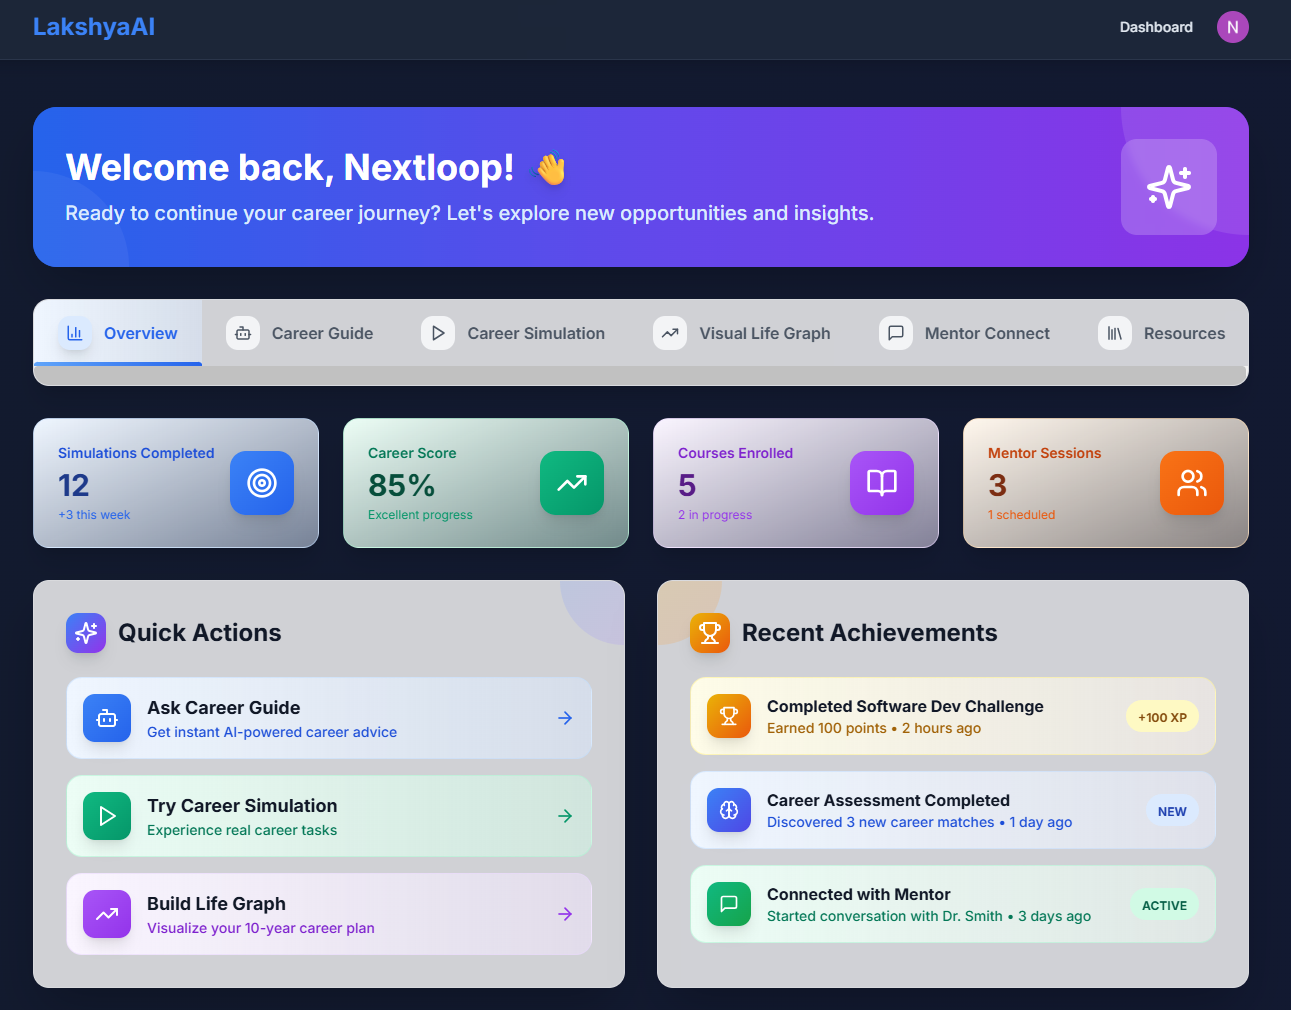 LakshyaAI
Dashboard
N
Welcome back, Nextloop! 👋
Ready to continue your career journey? Let's explore new opportunities and insights.
Overview
Career Guide
Career Simulation
Visual Life Graph
Mentor Connect
Resources
Simulations Completed
12
+3 this week
Career Score
85%
Excellent progress
Courses Enrolled
5
2 in progress
Mentor Sessions
3
1 scheduled
Quick Actions
Ask Career Guide
Get instant AI-powered career advice
Try Career Simulation
Experience real career tasks
Build Life Graph
Visualize your 10-year career plan
Recent Achievements
Completed Software Dev Challenge
Earned 100 points • 2 hours ago
+100 XP
Career Assessment Completed
Discovered 3 new career matches • 1 day ago
NEW
Connected with Mentor
Started conversation with Dr. Smith • 3 days ago
ACTIVE